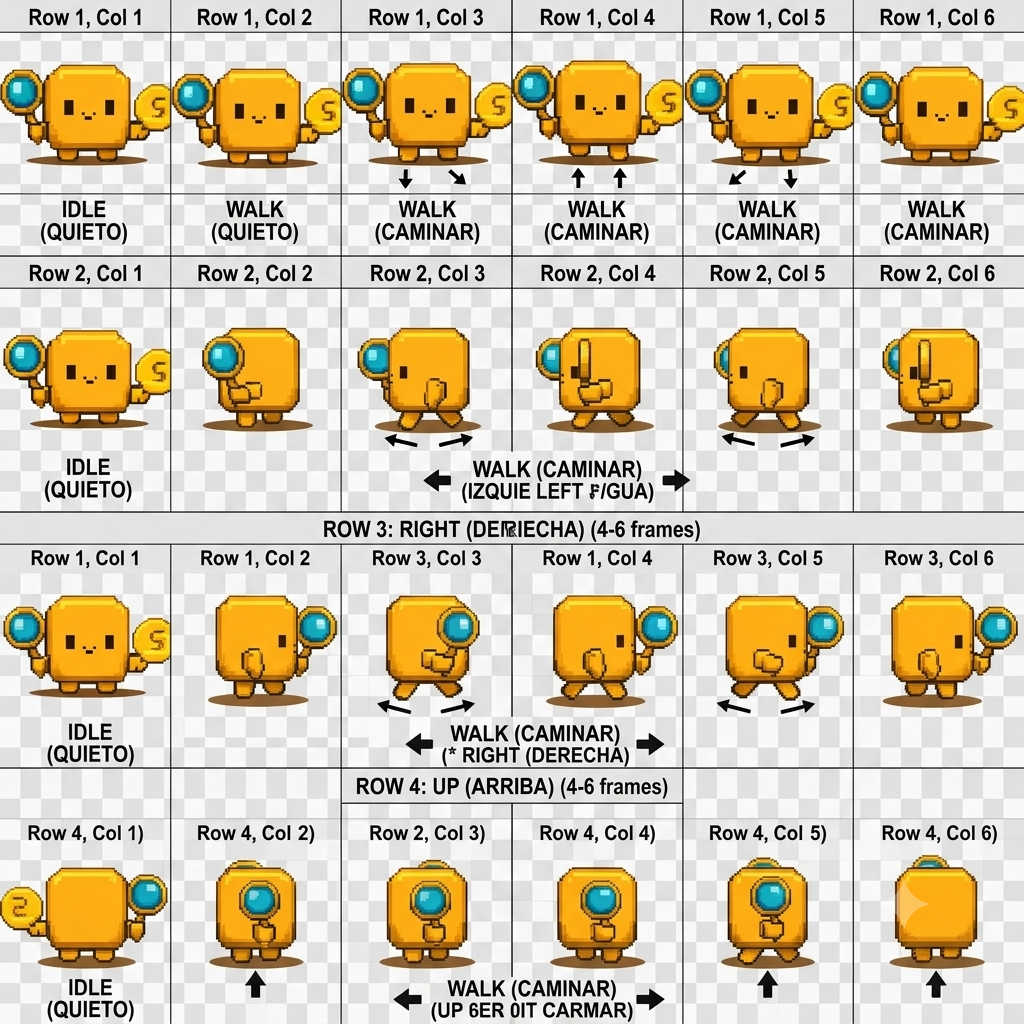 Row 1, Col 1
Row 1, Col 2
Row 1, Col 3
Row 1, Col 4
Row 1, Col 5
Row 1, Col 6
S
S
S
S
S
S
IDLE
(QUIETO)
WALK
(QUIETO)
WALK
(CAMINAR)
WALK
(CAMINAR)
WALK
(CAMINAR)
WALK
(CAMINAR)
Row 2, Col 1
Row 2, Col 2
Row 2, Col 3
Row 2, Col 4
Row 2, Col 5
Row 2, Col 6
S
IDLE
(QUIETO)
WALK (CAMINAR)
(IZQUIE LEFT
ROW 3: RIGHT (4-6 frames)
Row 1, Col 1
Row 1, Col 2
Row 3, Col 3
Row 1, Col 4
Row 3, Col 5
Row 3, Col 6
S
IDLE
(QUIETO)
WALK (CAMINAR)
(* RIGHT (DERECHA)
ROW 4: UP (ARRIBA) (4-6 frames)
Row 4, Col 1)
Row 4, Col 2)
Row 2, Col 3)
Row 4, Col 4)
Row 4, Col 5)
Row 4, Col 6)
2
IDLE
(QUIETO)
WALK (CAMINAR)
(UP 6ER 0IT CARMAR)